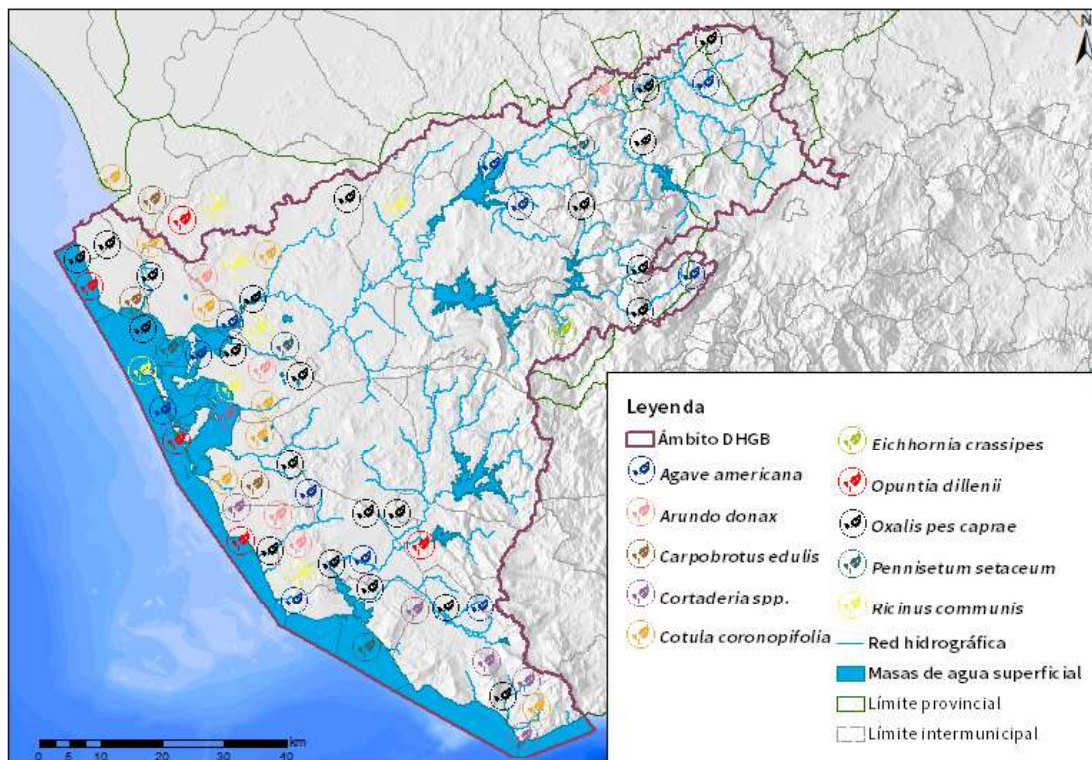 N
Leyenda
Ámbito DHGB
Agave americana
Arundo donax
Carpobrotus edulis
Cortaderia spp.
Cotula coronopifolia
Eichhornia crassipes
Opuntia dillenii
Oxalis pes caprae
Pennisetum setaceum
Ricinus communis
Red hidrográfica
Masas de agua superficial
Límite provincial
Límite intermunicipal
km
0 5 10 20 30 40